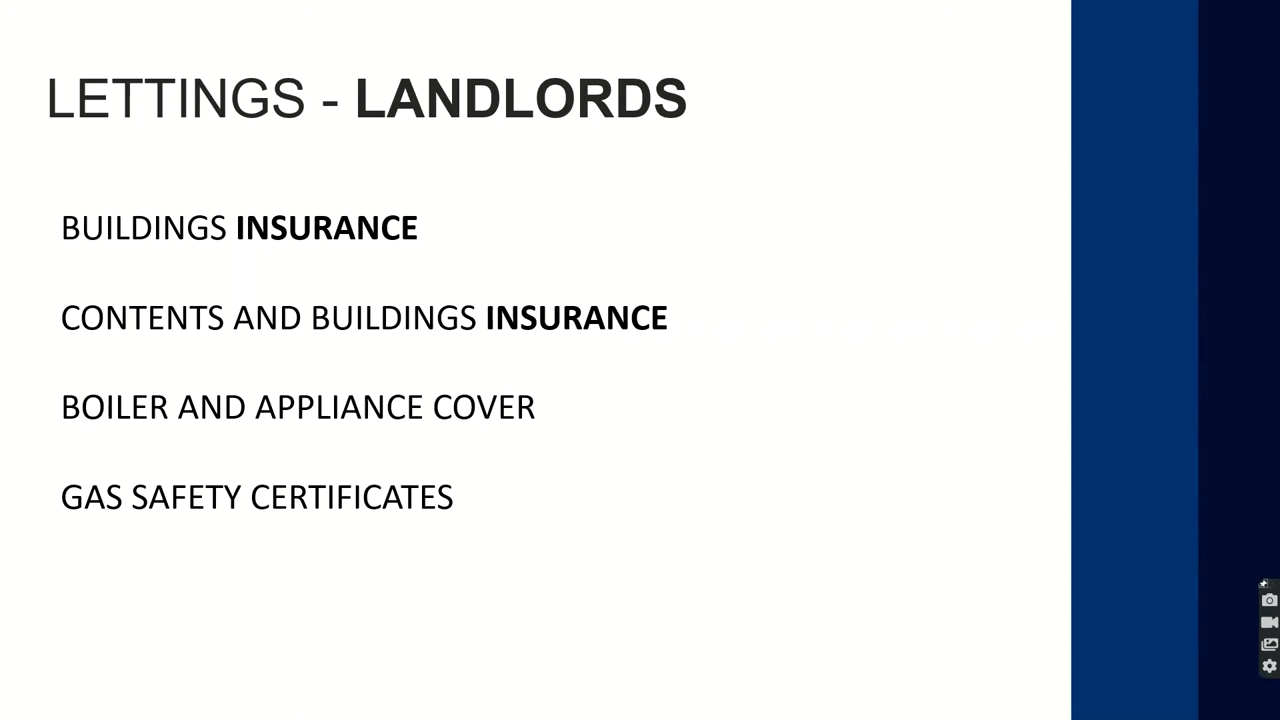 LETTINGS - LANDLORDS
BUILDINGS INSURANCE
CONTENTS AND BUILDINGS INSURANCE
BOILER AND APPLIANCE COVER
GAS SAFETY CERTIFICATES